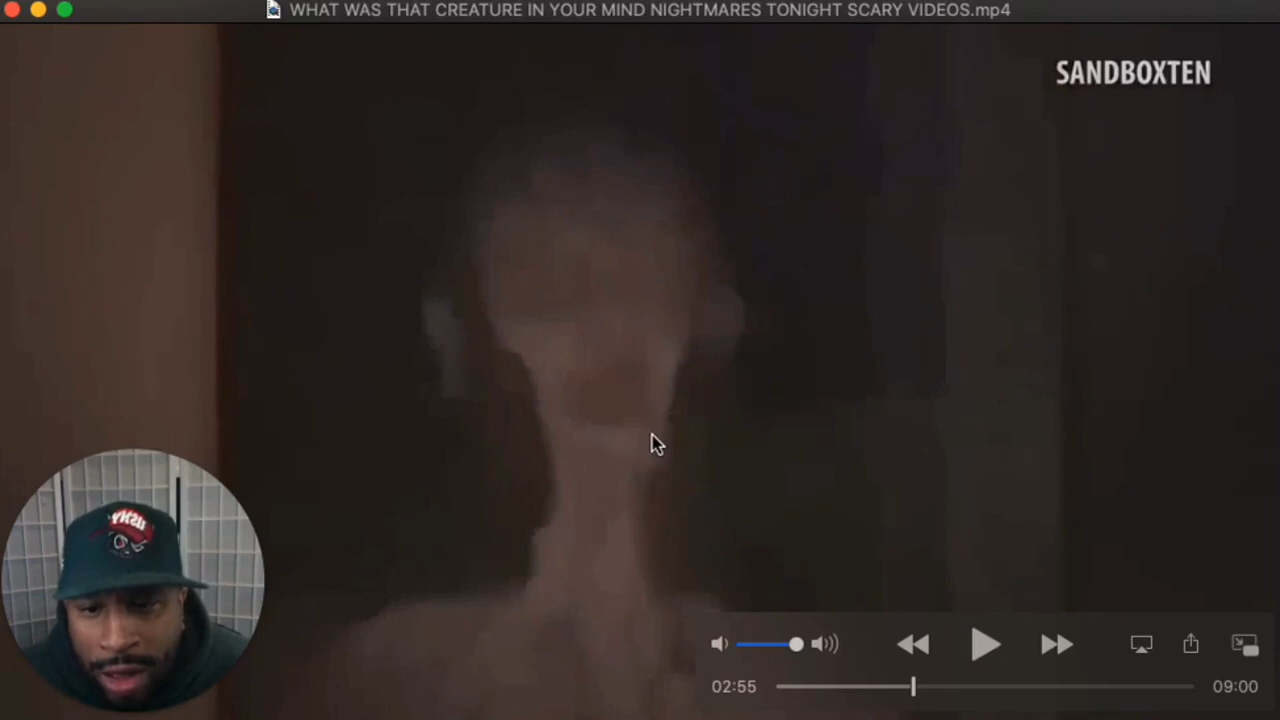 WHAT WAS THAT CREATURE IN YOUR MIND NIGHTMARES TONIGHT SCARY VIDEOS.mp4
SANDBOXTEN
02:55
09:00